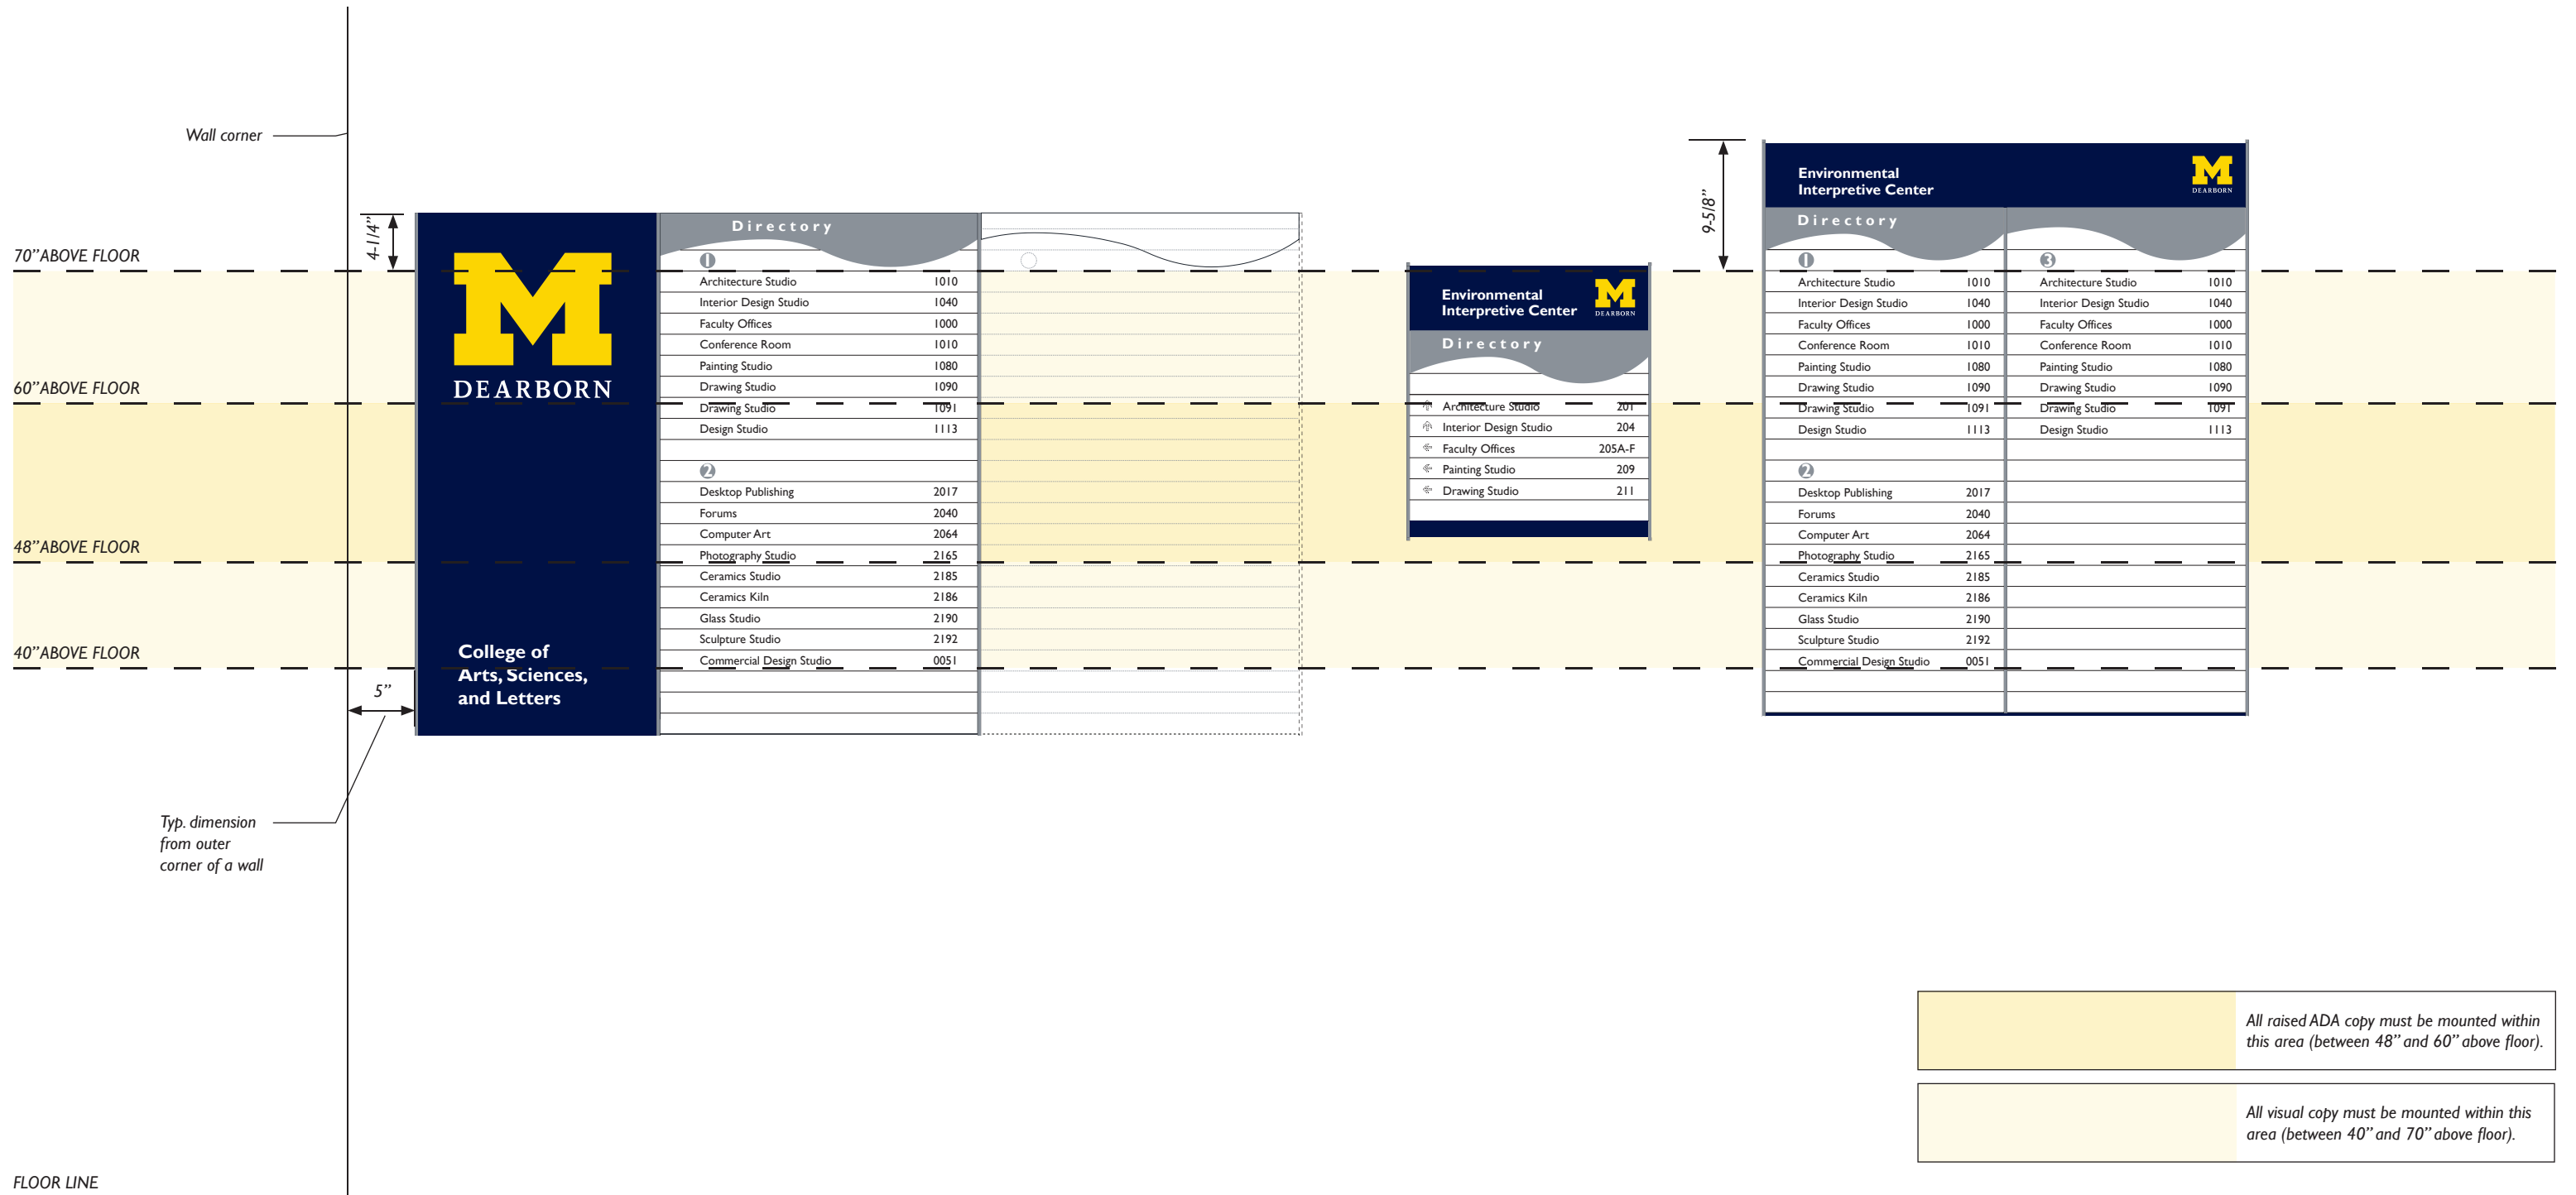 Wall corner
4-1/4”
70” ABOVE FLOOR
60” ABOVE FLOOR
48” ABOVE FLOOR
40” ABOVE FLOOR
5”
Typ. dimension
from outer
corner of a wall
FLOOR LINE
M
DEARBORN
College of
Arts, Sciences,
and Letters
Directory
1
Architecture Studio 1010
Interior Design Studio 1040
Faculty Offices 1000
Conference Room 1010
Painting Studio 1080
Drawing Studio 1090
Drawing Studio 1091
Design Studio 1113
2
Desktop Publishing 2017
Forums 2040
Computer Art 2064
Photography Studio 2165
Ceramics Studio 2185
Ceramics Kiln 2186
Glass Studio 2190
Sculpture Studio 2192
Commercial Design Studio 0051
Environmental
Interpretive Center
M
DEARBORN
Directory
Architecture Studio 201
Interior Design Studio 204
Faculty Offices 205A-F
Painting Studio 209
Drawing Studio 211
9-5/8”
Environmental
Interpretive Center
M
DEARBORN
Directory
1
Architecture Studio 1010
Interior Design Studio 1040
Faculty Offices 1000
Conference Room 1010
Painting Studio 1080
Drawing Studio 1090
Drawing Studio 1091
Design Studio 1113
2
Desktop Publishing 2017
Forums 2040
Computer Art 2064
Photography Studio 2165
Ceramics Studio 2185
Ceramics Kiln 2186
Glass Studio 2190
Sculpture Studio 2192
Commercial Design Studio 0051
3
Architecture Studio 1010
Interior Design Studio 1040
Faculty Offices 1000
Conference Room 1010
Painting Studio 1080
Drawing Studio 1090
Drawing Studio 1091
Design Studio 1113
All raised ADA copy must be mounted within
this area (between 48” and 60” above floor).
All visual copy must be mounted within this
area (between 40” and 70” above floor).